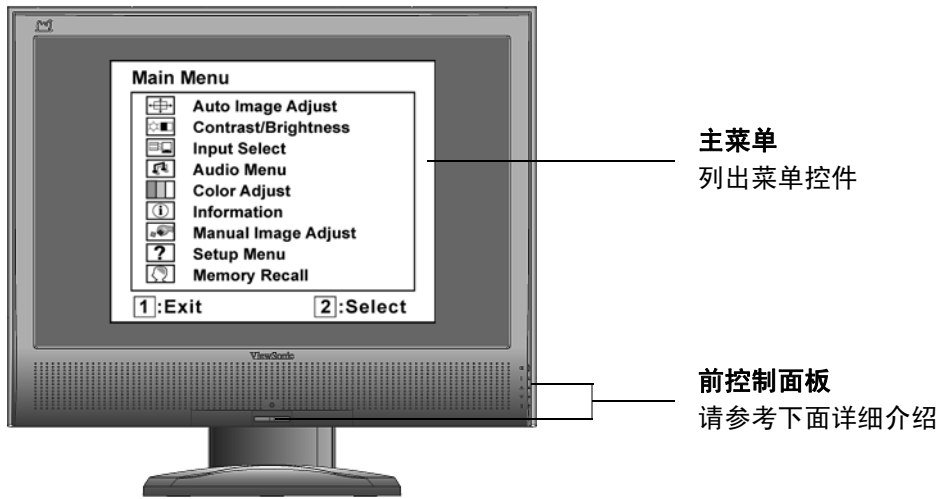 Main Menu
Auto Image Adjust
Contrast/Brightness
Input Select
Audio Menu
Color Adjust
Information
Manual Image Adjust
? Setup Menu
Memory Recall
1:Exit 2:Select
ViewSonic
主菜单
列出菜单控件
前控制面板
请参考下面详细介绍